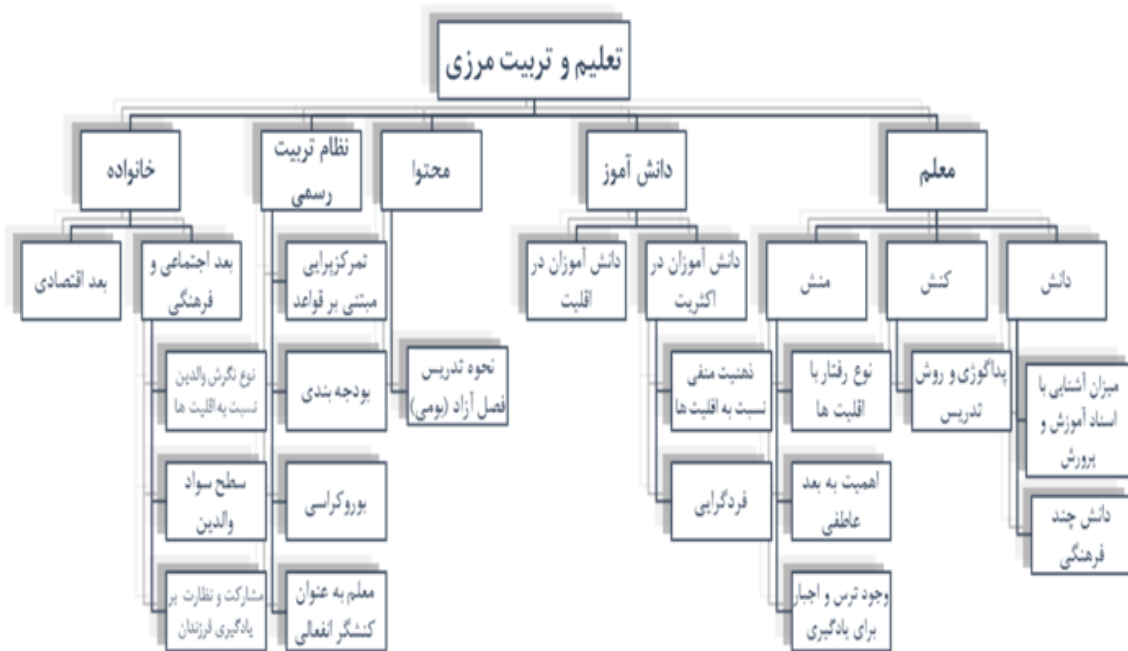 تعلیم و تربیت مرزی
معلم
دانش آموز
محتوا
نظام تربیت
رسمی
خانواده
دانش
کنش
منش
دانش آموزان در
اکثریت
دانش آموزان در
اقلیت
تمرکزپرایی
مبتنی بر قواعد
بعد اجتماعی و
فرهنگی
بعد اقتصادی
میزان آشنایی با
اسناد آموزش و
پرورش
پداگوژی و روش
تدریس
نوع رفتار با
اقلیت ها
ذهنیت منفی
نسبت به اقلیت ها
نحوه تدریس
فصل آزاد (بومی)
بودجه بندی
نوع نگرش والدین
نسبت به اقلیت ها
دانش چند
فرهنگی
اهمیت به بعد
عاطفی
فردگرایی
بوروکراسی
سطح سواد
والدین
وجود ترس و اجبار
برای یادگیری
معلم به عنوان
کنشگر انفعالی
مشارکت و نظارت بر
یادگیری فرزندان